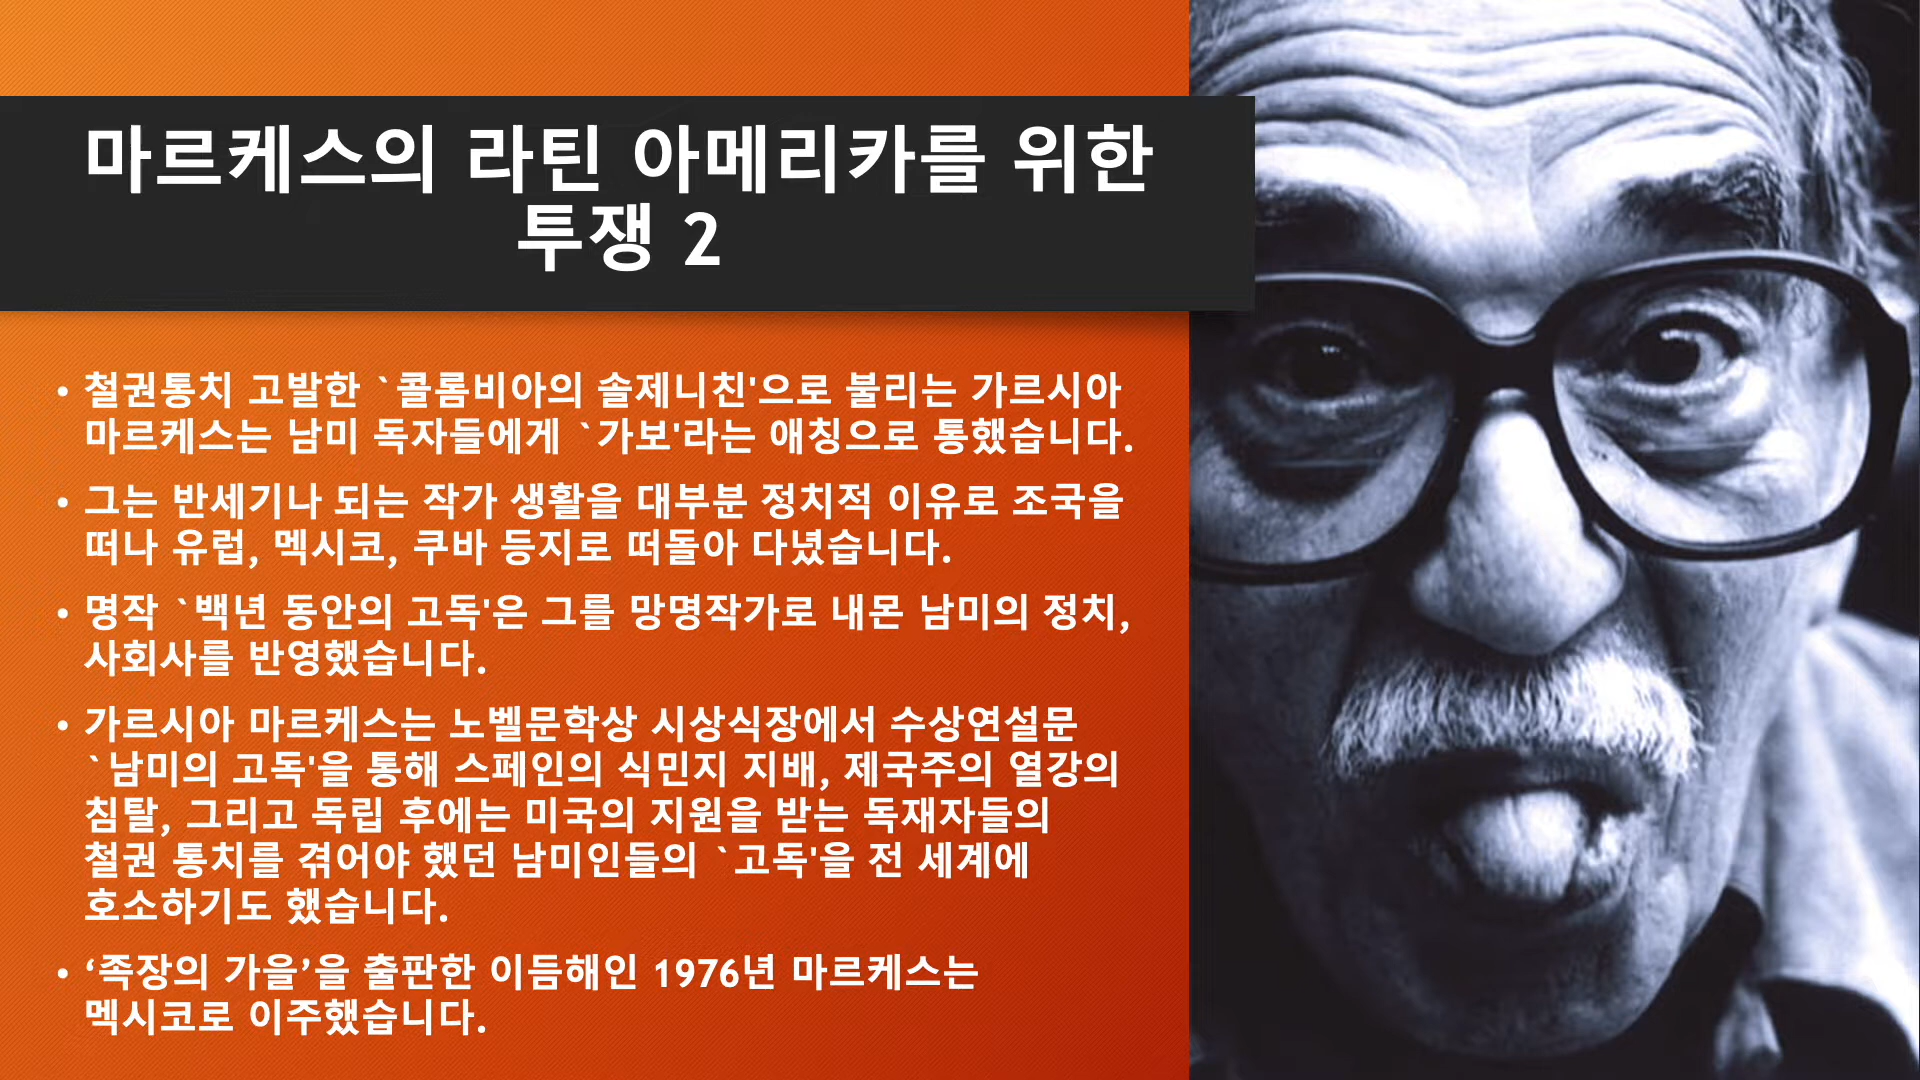 마르케스의 라틴 아메리카를 위한
투쟁 2
• 철권통치 고발한 `콜롬비아의 솔제니친'으로 불리는 가르시아
마르케스는 남미 독자들에게 `가보'라는 애칭으로 통했습니다.
• 그는 반세기나 되는 작가 생활을 대부분 정치적 이유로 조국을
떠나 유럽, 멕시코, 쿠바 등지로 떠돌아 다녔습니다.
• 명작 `백년 동안의 고독'은 그를 망명작가로 내몬 남미의 정치,
사회사를 반영했습니다.
• 가르시아 마르케스는 노벨문학상 시상식장에서 수상연설문
`남미의 고독'을 통해 스페인의 식민지 지배, 제국주의 열강의
침탈, 그리고 독립 후에는 미국의 지원을 받는 독재자들의
철권 통치를 겪어야 했던 남미인들의 `고독'을 전 세계에
호소하기도 했습니다.
• ‘족장의 가을’을 출판한 이듬해인 1976년 마르케스는
멕시코로 이주했습니다.